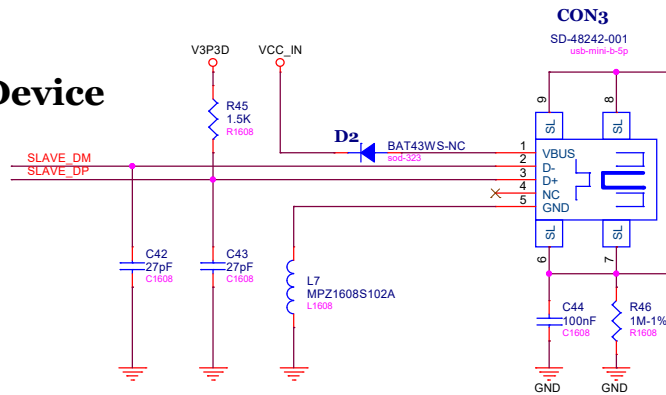 CON3
SD-48242-001
usb-mini-b-5p
V3P3D
VCC_IN
Device
R45
1.5K
R1608
9
8
SL
SL
D2
BAT43WS-NC
sod-323
SLAVE_DM
SLAVE_DP
1
2
3
4
5
VBUS
D-
D+
NC
GND
SL
SL
6
7
C42
27pF
C1608
C43
27pF
C1608
L7
MPZ1608S102A
L1608
C44
100nF
C1608
R46
1M-1%
R1608
GND
GND